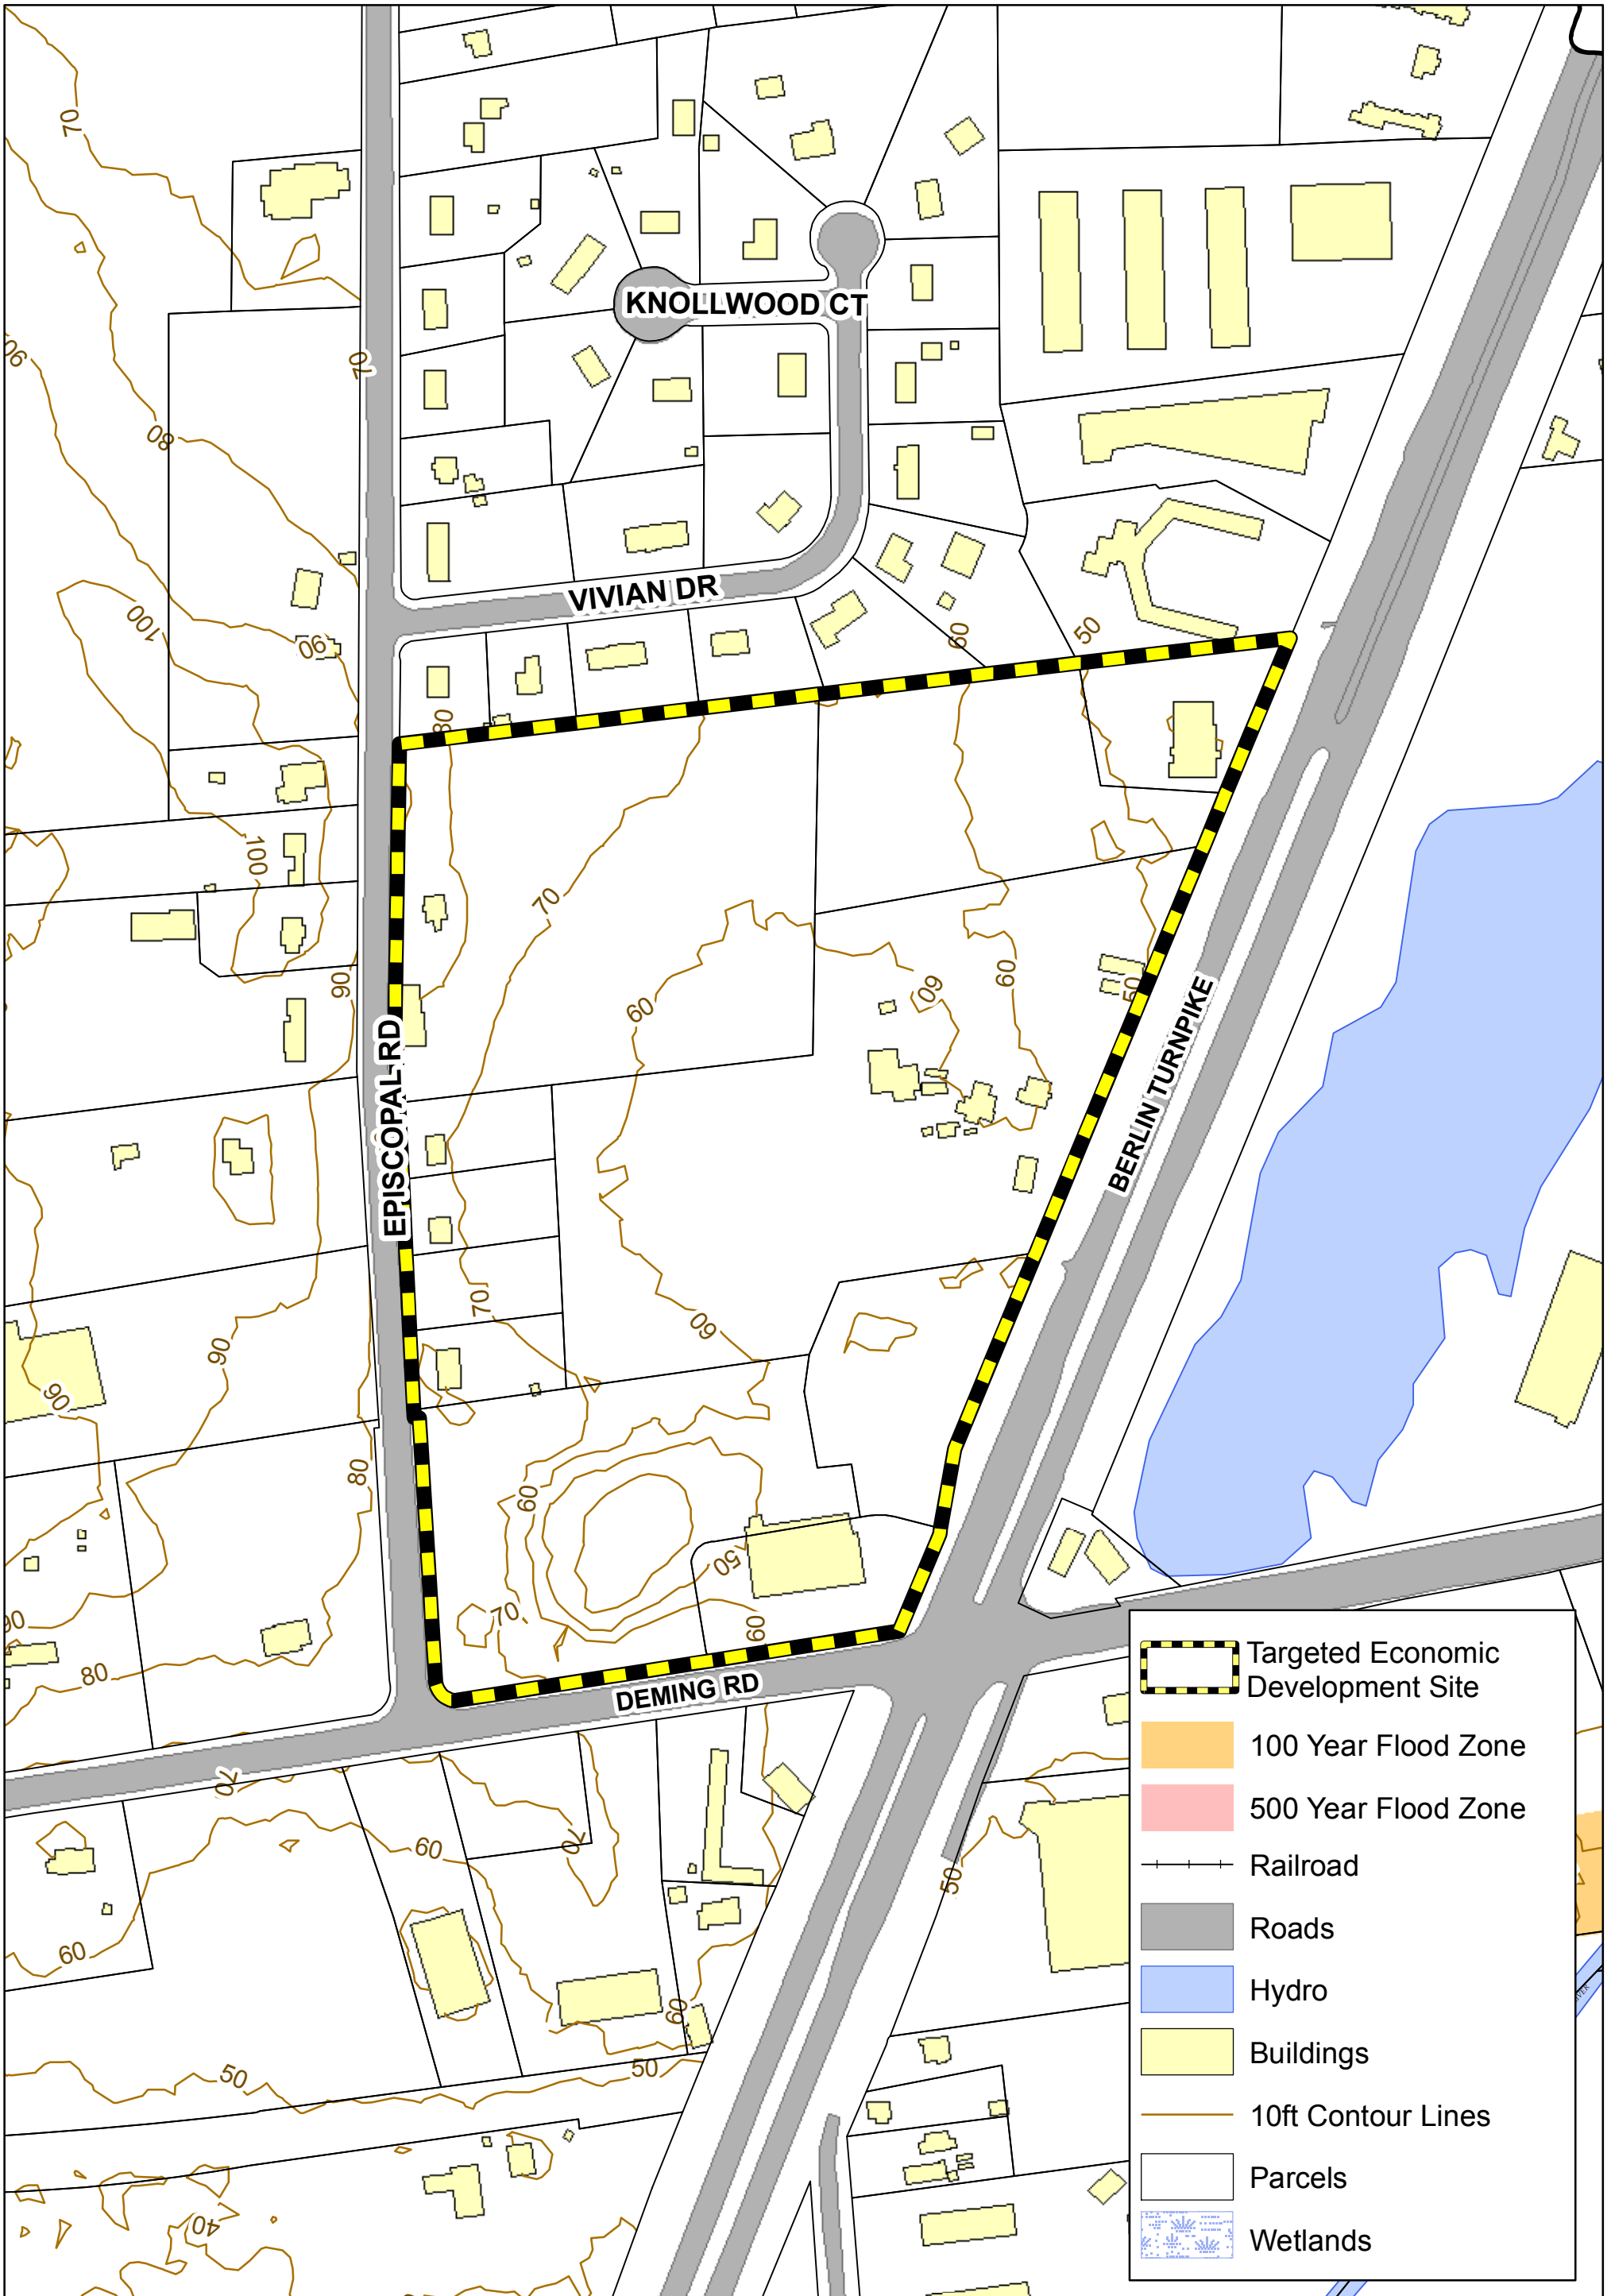 70
90
70
80
KNOLLWOOD CT
VIVIAN DR
100
90
60
50
80
100
70
90
60
60
60
50
EPISCOPAL RD
BERLIN TURNPIKE
70
60
90
90
80
60
50
70
60
90
80
DEMING RD
70
60
70
50
60
60
50
50
40
Targeted Economic
Development Site
100 Year Flood Zone
500 Year Flood Zone
Railroad
Roads
Hydro
Buildings
10ft Contour Lines
Parcels
Wetlands